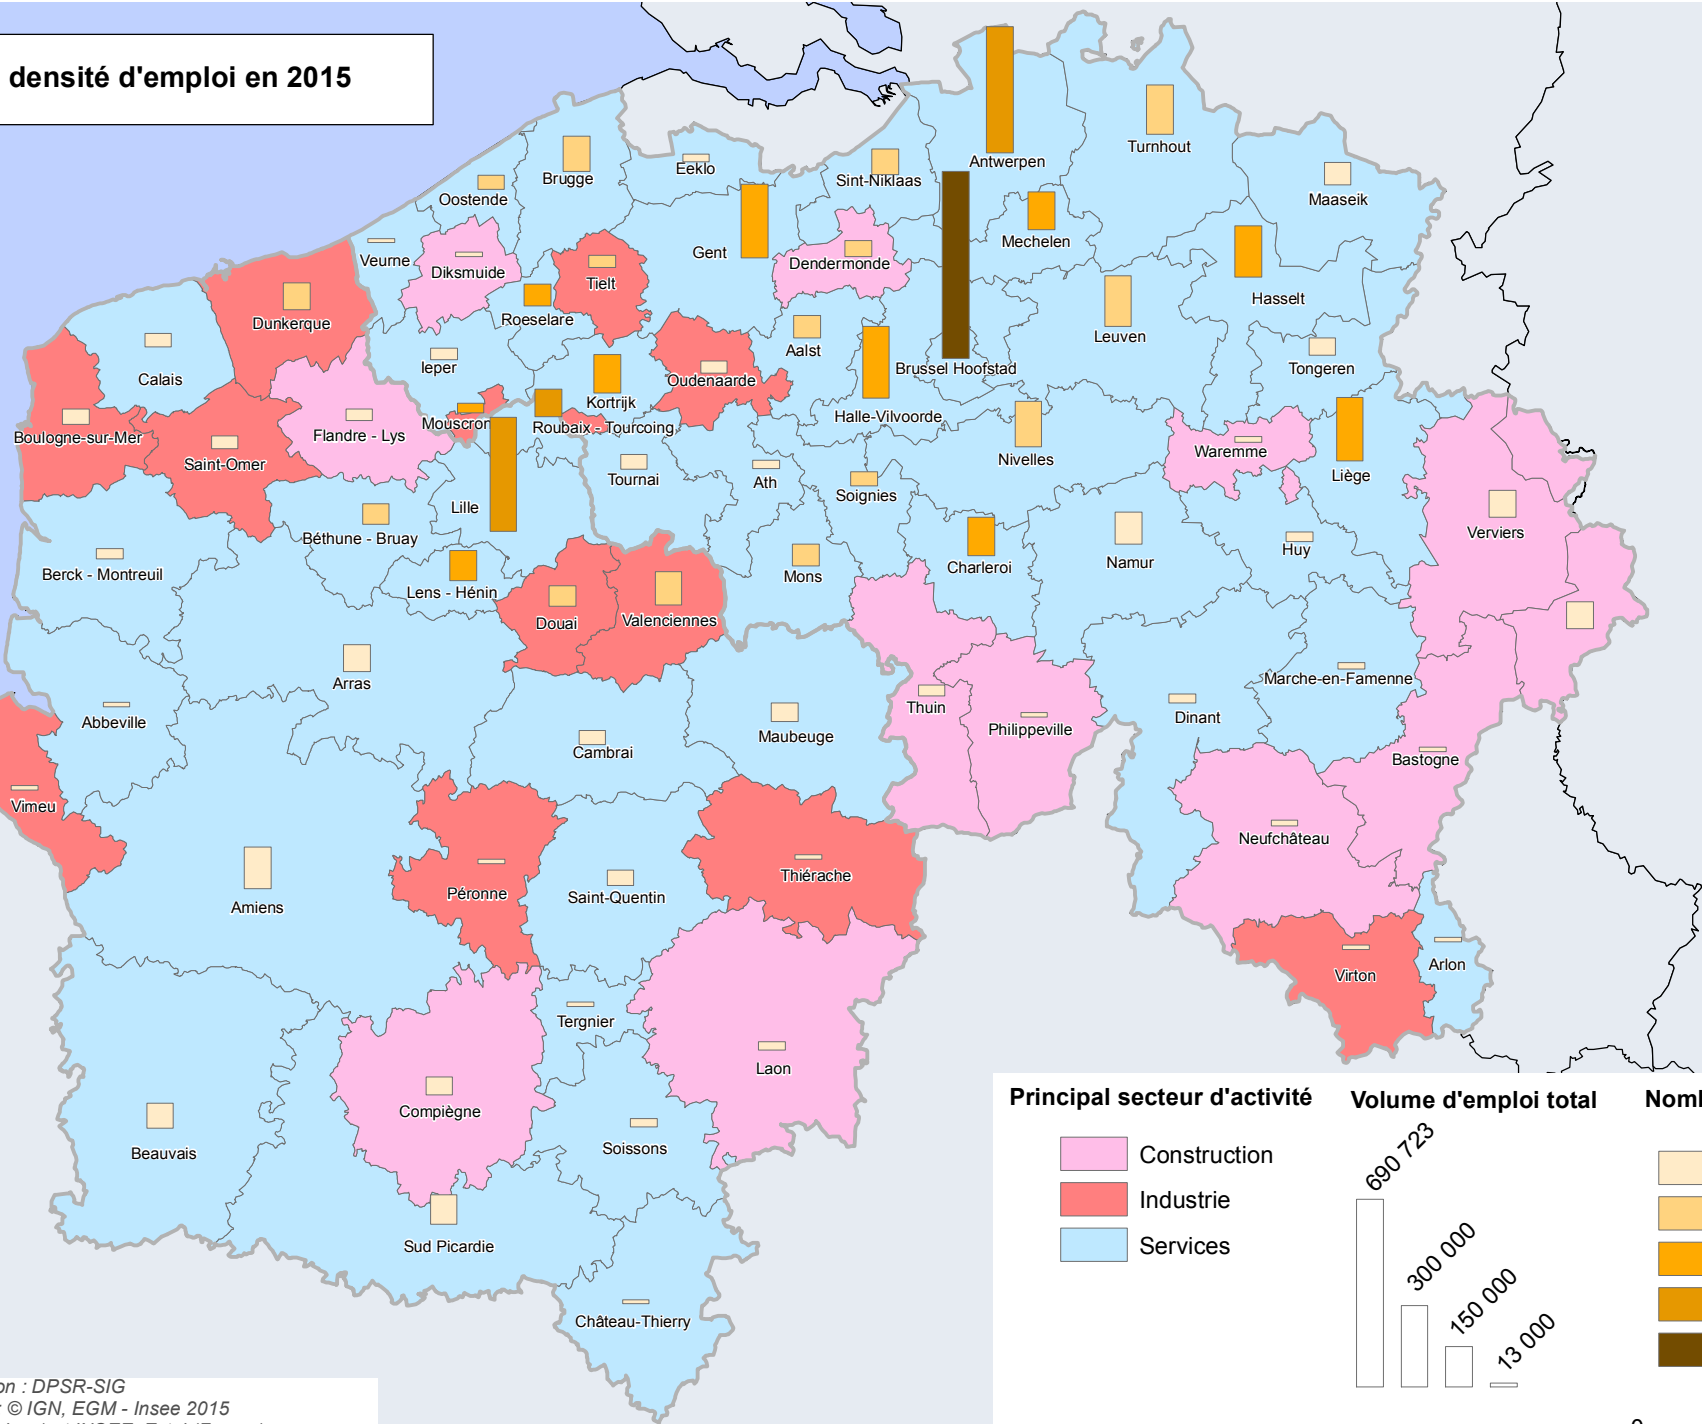 densité d'emploi en 2015
Antwerpen
Turnhout
Brugge
Eeklo
Sint-Niklaas
Maaseik
Oostende
Mechelen
Gent
Veurne
Diksmuide
Dendermonde
Tielt
Hasselt
Dunkerque
Roeselare
Leuven
Aalst
Calais
Ieper
Brussel Hoofstad
Tongeren
Oudenaarde
Kortrijk
Halle-Vilvoorde
Boulogne-sur-Mer
Flandre - Lys
Mouscron
Roubaix - Tourcoing
Saint-Omer
Nivelles
Waremme
Liège
Tournai
Ath
Soignies
Lille
Béthune - Bruay
Verviers
Huy
Namur
Berck - Montreuil
Charleroi
Mons
Lens - Hénin
Douai
Valenciennes
Arras
Marche-en-Famenne
Thuin
Dinant
Abbeville
Philippeville
Maubeuge
Cambrai
Bastogne
Vimeu
Neufchâteau
Thiérache
Péronne
Saint-Quentin
Amiens
Virton
Arlon
Tergnier
Laon
Compiègne
Soissons
Beauvais
Sud Picardie
Château-Thierry
Principal secteur d'activité
Construction
Industrie
Services
Volume d'emploi total
690 723
300 000
150 000
13 000
on : DPSR-SIG
: © IGN, EGM - Insee 2015